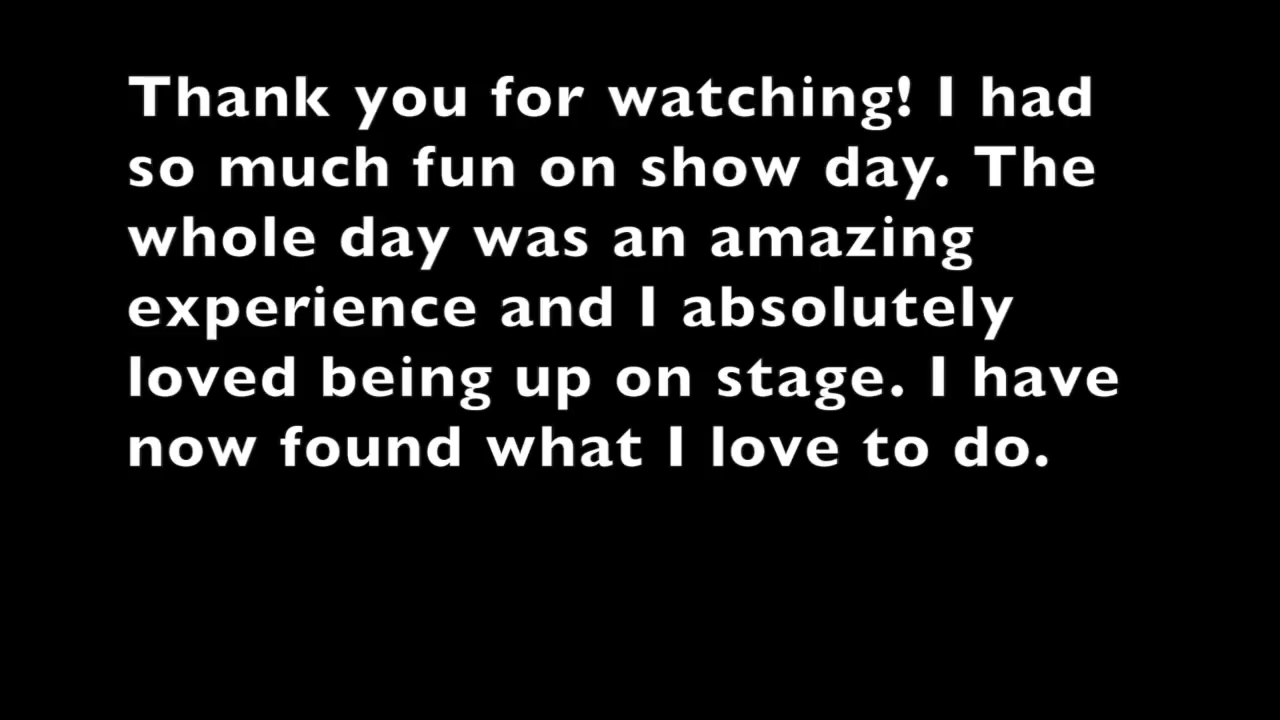 Thank you for watching! I had
so much fun on show day. The
whole day was an amazing
experience and I absolutely
loved being up on stage. I have
now found what I love to do.